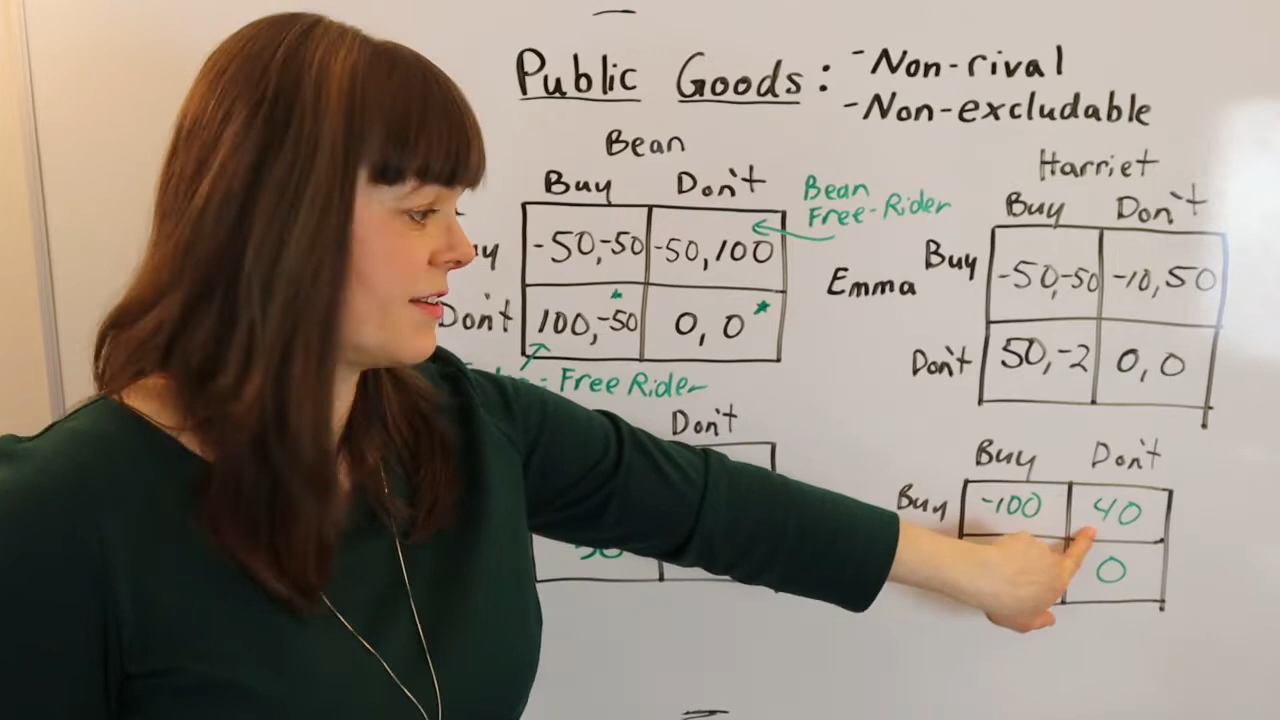 Public Goods: -Non-rival
-Non-excludable
Bean
Buy Don't
-50,-50 -50,100
Don't 100,-50 0,0
Bean
Free-Rider
Free Rider
Harriet
Buy Don't
Emma
Buy -50,-50 -10,50
Don't 50,-2 0,0
Don't
Buy Don't
Buy -100 40
0